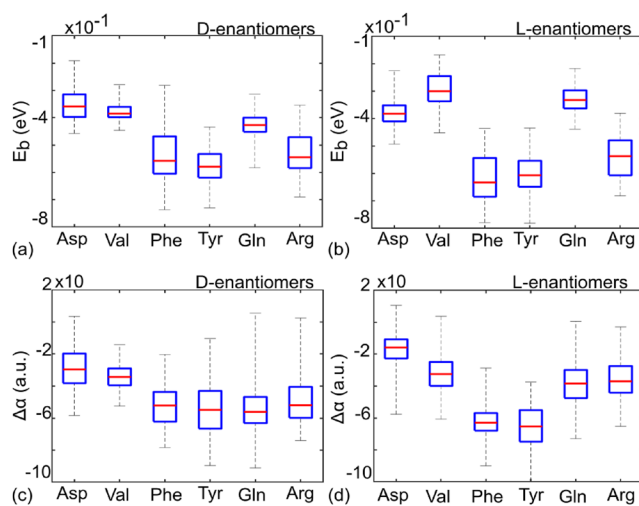 x10⁻¹ D-enantiomers
-1
-4
-8
E_b (eV)
(a) Asp Val Phe Tyr Gln Arg
x10⁻¹ L-enantiomers
-1
-4
-8
E_b (eV)
(b) Asp Val Phe Tyr Gln Arg
2 x10 D-enantiomers
-2
-6
-10
Δα (a.u.)
(c) Asp Val Phe Tyr Gln Arg
2 x10 L-enantiomers
-2
-6
-10
Δα (a.u.)
(d) Asp Val Phe Tyr Gln Arg